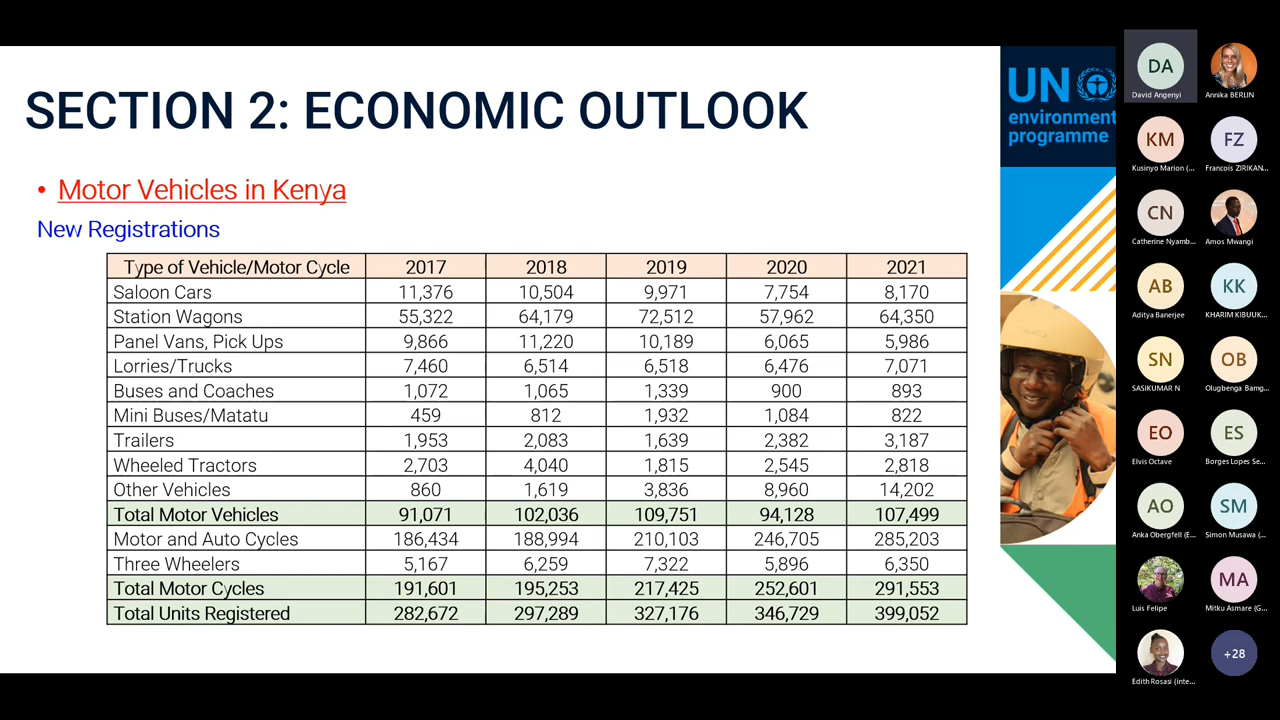 SECTION 2: ECONOMIC OUTLOOK
• Motor Vehicles in Kenya
New Registrations
Type of Vehicle/Motor Cycle 2017 2018 2019 2020 2021
Saloon Cars 11,376 10,504 9,971 7,754 8,170
Station Wagons 55,322 64,179 72,512 57,962 64,350
Panel Vans, Pick Ups 9,866 11,220 10,189 6,065 5,986
Lorries/Trucks 7,460 6,514 6,518 6,476 7,071
Buses and Coaches 1,072 1,065 1,339 900 893
Mini Buses/Matatu 459 812 1,932 1,084 822
Trailers 1,953 2,083 1,639 2,382 3,187
Wheeled Tractors 2,703 4,040 1,815 2,545 2,818
Other Vehicles 860 1,619 3,836 8,960 14,202
Total Motor Vehicles 91,071 102,036 109,751 94,128 107,499
Motor and Auto Cycles 186,434 188,994 210,103 246,705 285,203
Three Wheelers 5,167 6,259 7,322 5,896 6,350
Total Motor Cycles 191,601 195,253 217,425 252,601 291,553
Total Units Registered 282,672 297,289 327,176 346,729 399,052
UN
environment
programme
DA
David Angenyi Annika BERLIN
KM FZ
Kusinyo Marion (... Francois ZIRIKAN...
CN
Catherine Nyamb... Amos Mwangi
AB KK
Aditya Banerjee KHARIM KIBUUK...
SN OB
SASIKUMAR N Olugbenga Bamg...
EO ES
Elvis Octave Borges Lopes Se...
AO SM
Anka Obergfell (E... Simon Musawa (...
MA
Luis Felipe Mitku Asmare (G...
+28
Edith Rosasi (inte...